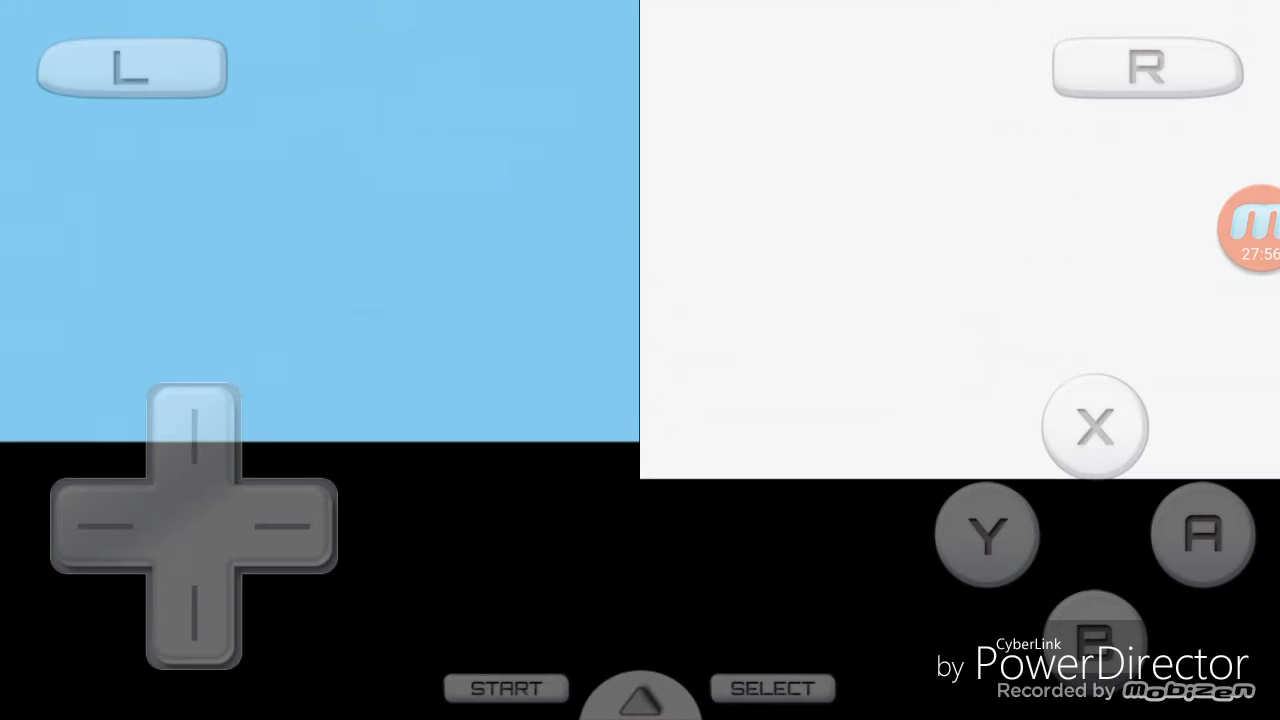 L
R
m
27:56
X
Y
A
B
CyberLink
by PowerDirector
Recorded by Mobizen
START
SELECT